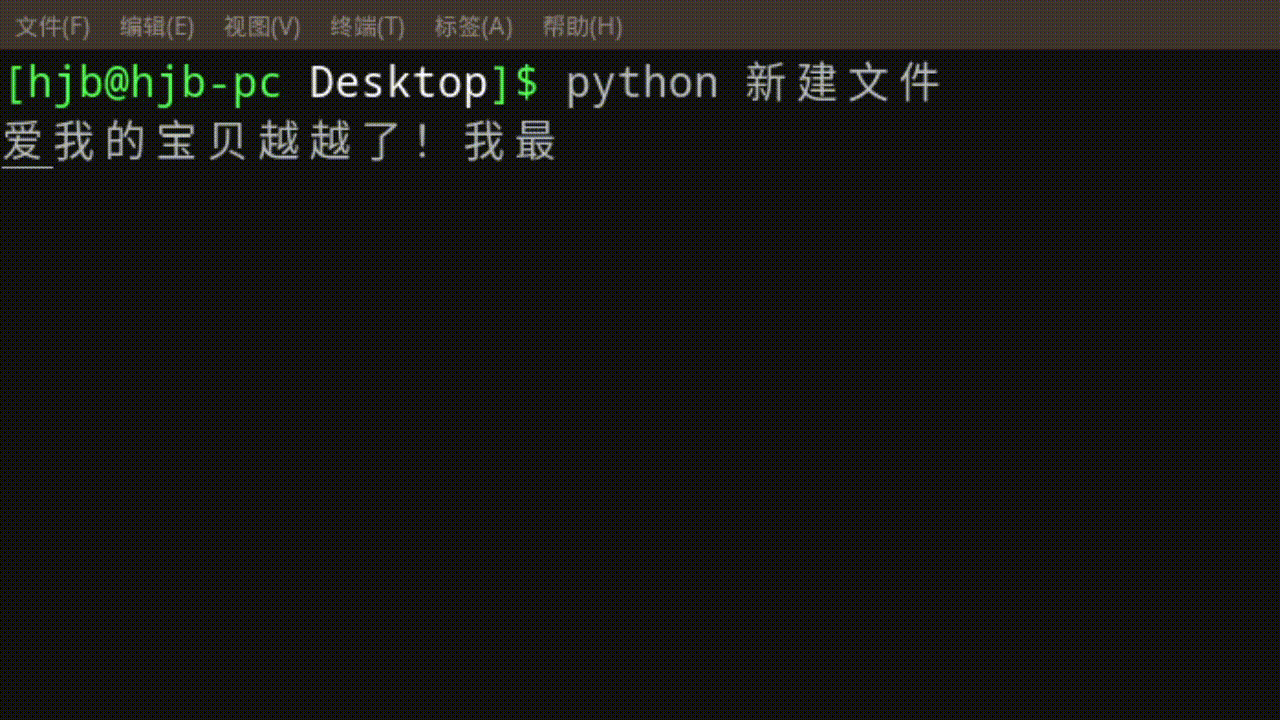 文件(F) 编辑(E) 视图(V) 终端(T) 标签(A) 帮助(H)
[hjb@hjb-pc Desktop]$ python 新建文件
爱我的宝贝越越了！我最